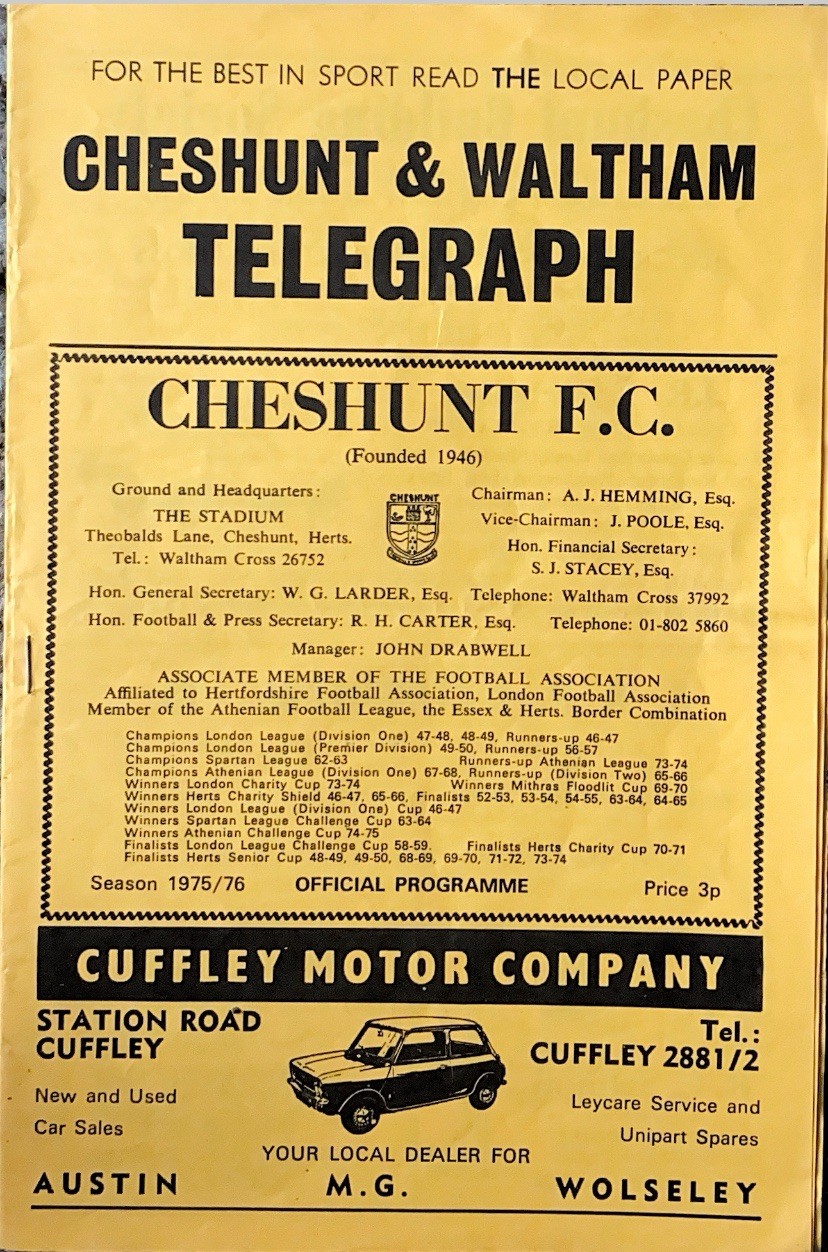 FOR THE BEST IN SPORT READ THE LOCAL PAPER
CHESHUNT & WALTHAM
TELEGRAPH
CHESHUNT F.C.
(Founded 1946)
Ground and Headquarters:
THE STADIUM
Theobalds Lane, Cheshunt, Herts.
Tel.: Waltham Cross 26752
CHESHUNT
Chairman: A. J. HEMMING, Esq.
Vice-Chairman: J. POOLE, Esq.
Hon. Financial Secretary:
S. J. STACEY, Esq.
Hon. General Secretary: W. G. LARDER, Esq. Telephone: Waltham Cross 37992
Hon. Football & Press Secretary: R. H. CARTER, Esq. Telephone: 01-802 5860
Manager: JOHN DRABWELL
ASSOCIATE MEMBER OF THE FOOTBALL ASSOCIATION
Affiliated to Hertfordshire Football Association, London Football Association
Member of the Athenian Football League, the Essex & Herts. Border Combination
Champions London League (Division One) 47-48, 48-49, Runners-up 46-47
Champions London League (Premier Division) 49-50, Runners-up 56-57
Champions Spartan League 62-63 Runners-up Athenian League 73-74
Champions Athenian League (Division One) 67-68, Runners-up (Division Two) 65-66
Winners London Charity Cup 73-74 Winners Mithras Floodlit Cup 69-70
Winners Herts Charity Shield 46-47, 65-66, Finalists 52-53, 53-54, 54-55, 63-64, 64-65
Winners London League (Division One) Cup 46-47
Winners Spartan League Challenge Cup 63-64
Winners Athenian Challenge Cup 74-75
Finalists London League Challenge Cup 58-59. Finalists Herts Charity Cup 70-71
Finalists Herts Senior Cup 48-49, 49-50, 68-69, 69-70, 71-72, 73-74
Season 1975/76 OFFICIAL PROGRAMME Price 3p
CUFFLEY MOTOR COMPANY
STATION ROAD
CUFFLEY
Tel.:
CUFFLEY 2881/2
New and Used
Car Sales
Leycare Service and
Unipart Spares
YOUR LOCAL DEALER FOR
AUSTIN M.G. WOLSELEY